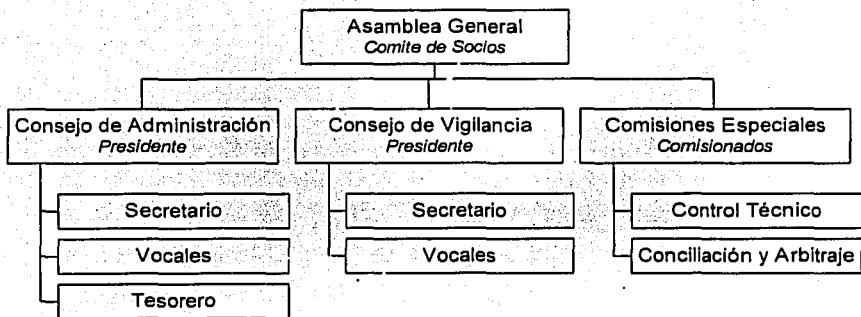 Asamblea General
Comite de Socios
Consejo de Administración
Presidente
Consejo de Vigilancia
Presidente
Comisiones Especiales
Comisionados
Secretario
Vocales
Tesorero
Secretario
Vocales
Control Técnico
Conciliación y Arbitraje